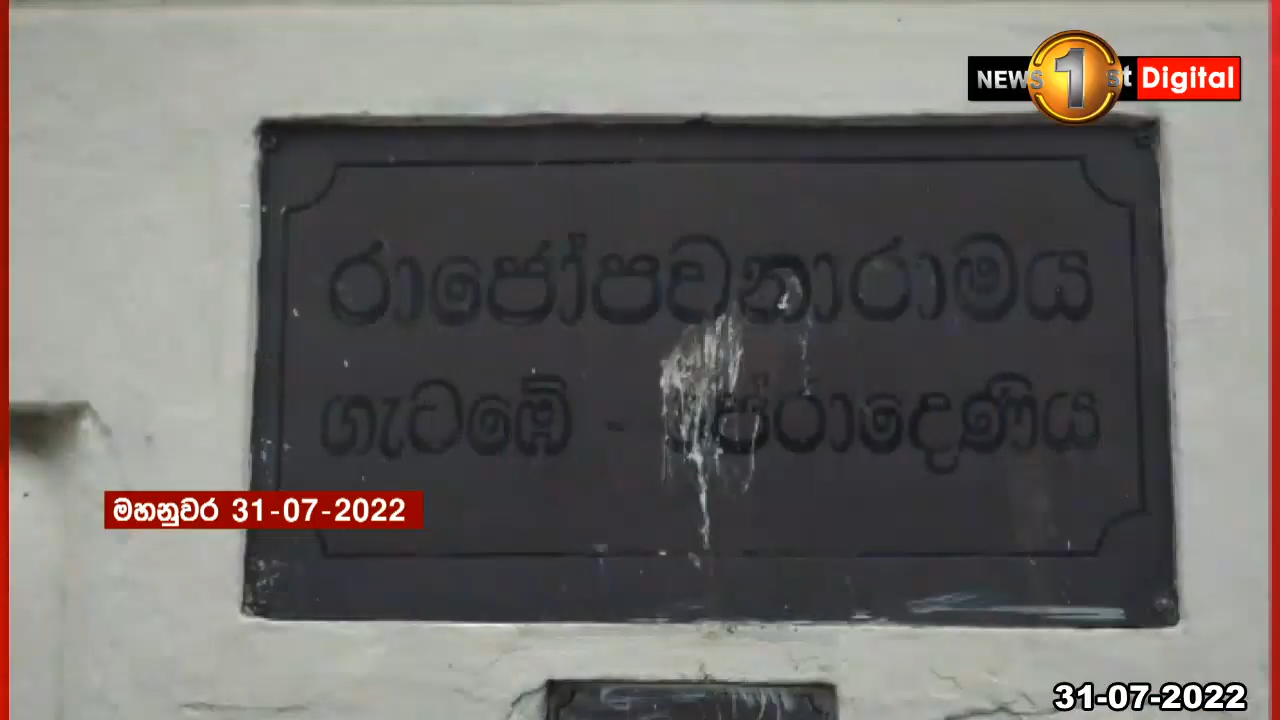 NEWS 1st Digital
රාජෝපවනාරාමය
ගැටඹේ - පේරාදෙණිය
මහනුවර 31-07-2022
31-07-2022